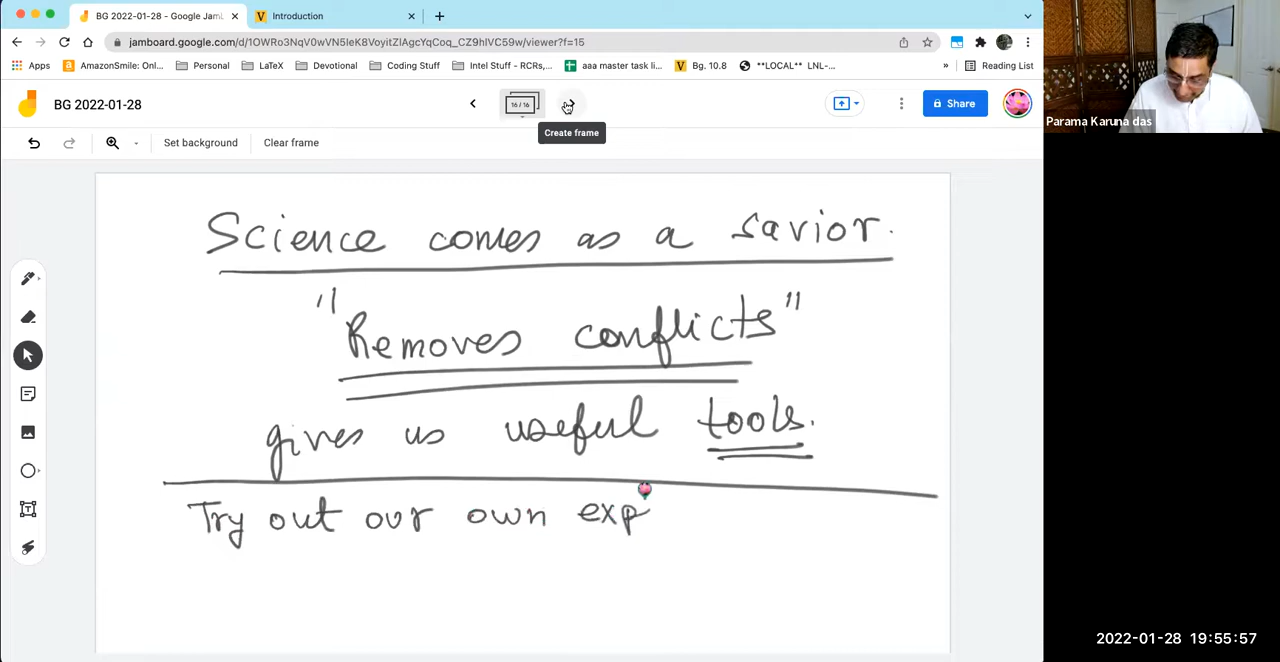 BG 2022-01-28 - Google Jam
Introduction
jamboard.google.com/d/1OWRo3NqV0wVN5IeK8VoyitZlAgcYqCoq_CZ9hIVC59w/viewer?f=15
Apps AmazonSmile: Onl... Personal LaTeX Devotional Coding Stuff Intel Stuff - RCRs,... aaa master task li... Bg. 10.8 **LOCAL** LNL-... » Reading List
BG 2022-01-28
16 / 16
Share
Parama Karuna das
Create frame
Set background Clear frame
Science comes as a savior.
"Removes conflicts"
gives us useful tools.
Try out our own exp
2022-01-28 19:55:57